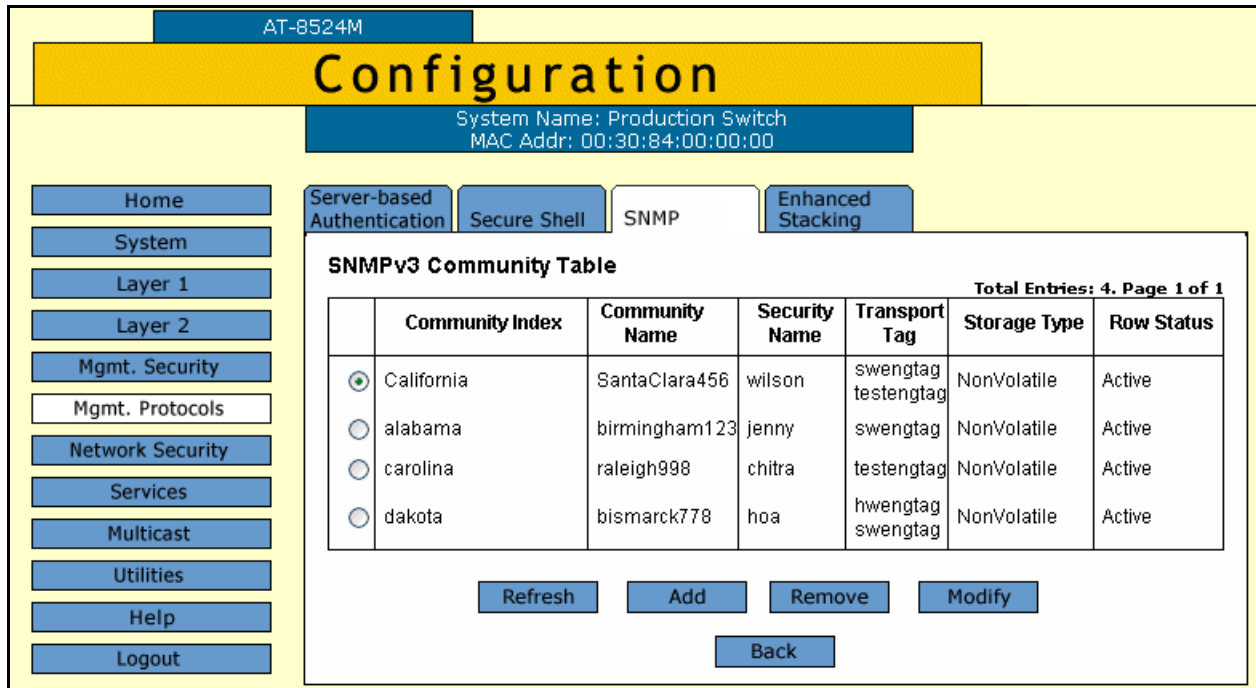 AT-8524M
Configuration
System Name: Production Switch
MAC Addr: 00:30:84:00:00:00
Home
System
Layer 1
Layer 2
Mgmt. Security
Mgmt. Protocols
Network Security
Services
Multicast
Utilities
Help
Logout
Server-based
Authentication
Secure Shell
SNMP
Enhanced
Stacking
SNMPv3 Community Table
Total Entries: 4. Page 1 of 1
Community Index
Community
Name
Security
Name
Transport
Tag
Storage Type
Row Status
California
SantaClara456
wilson
swengtag
testengtag
NonVolatile
Active
alabama
birmingham123
jenny
swengtag
NonVolatile
Active
carolina
raleigh998
chitra
testengtag
NonVolatile
Active
dakota
bismarck778
hoa
hwengtag
swengtag
NonVolatile
Active
Refresh
Add
Remove
Modify
Back